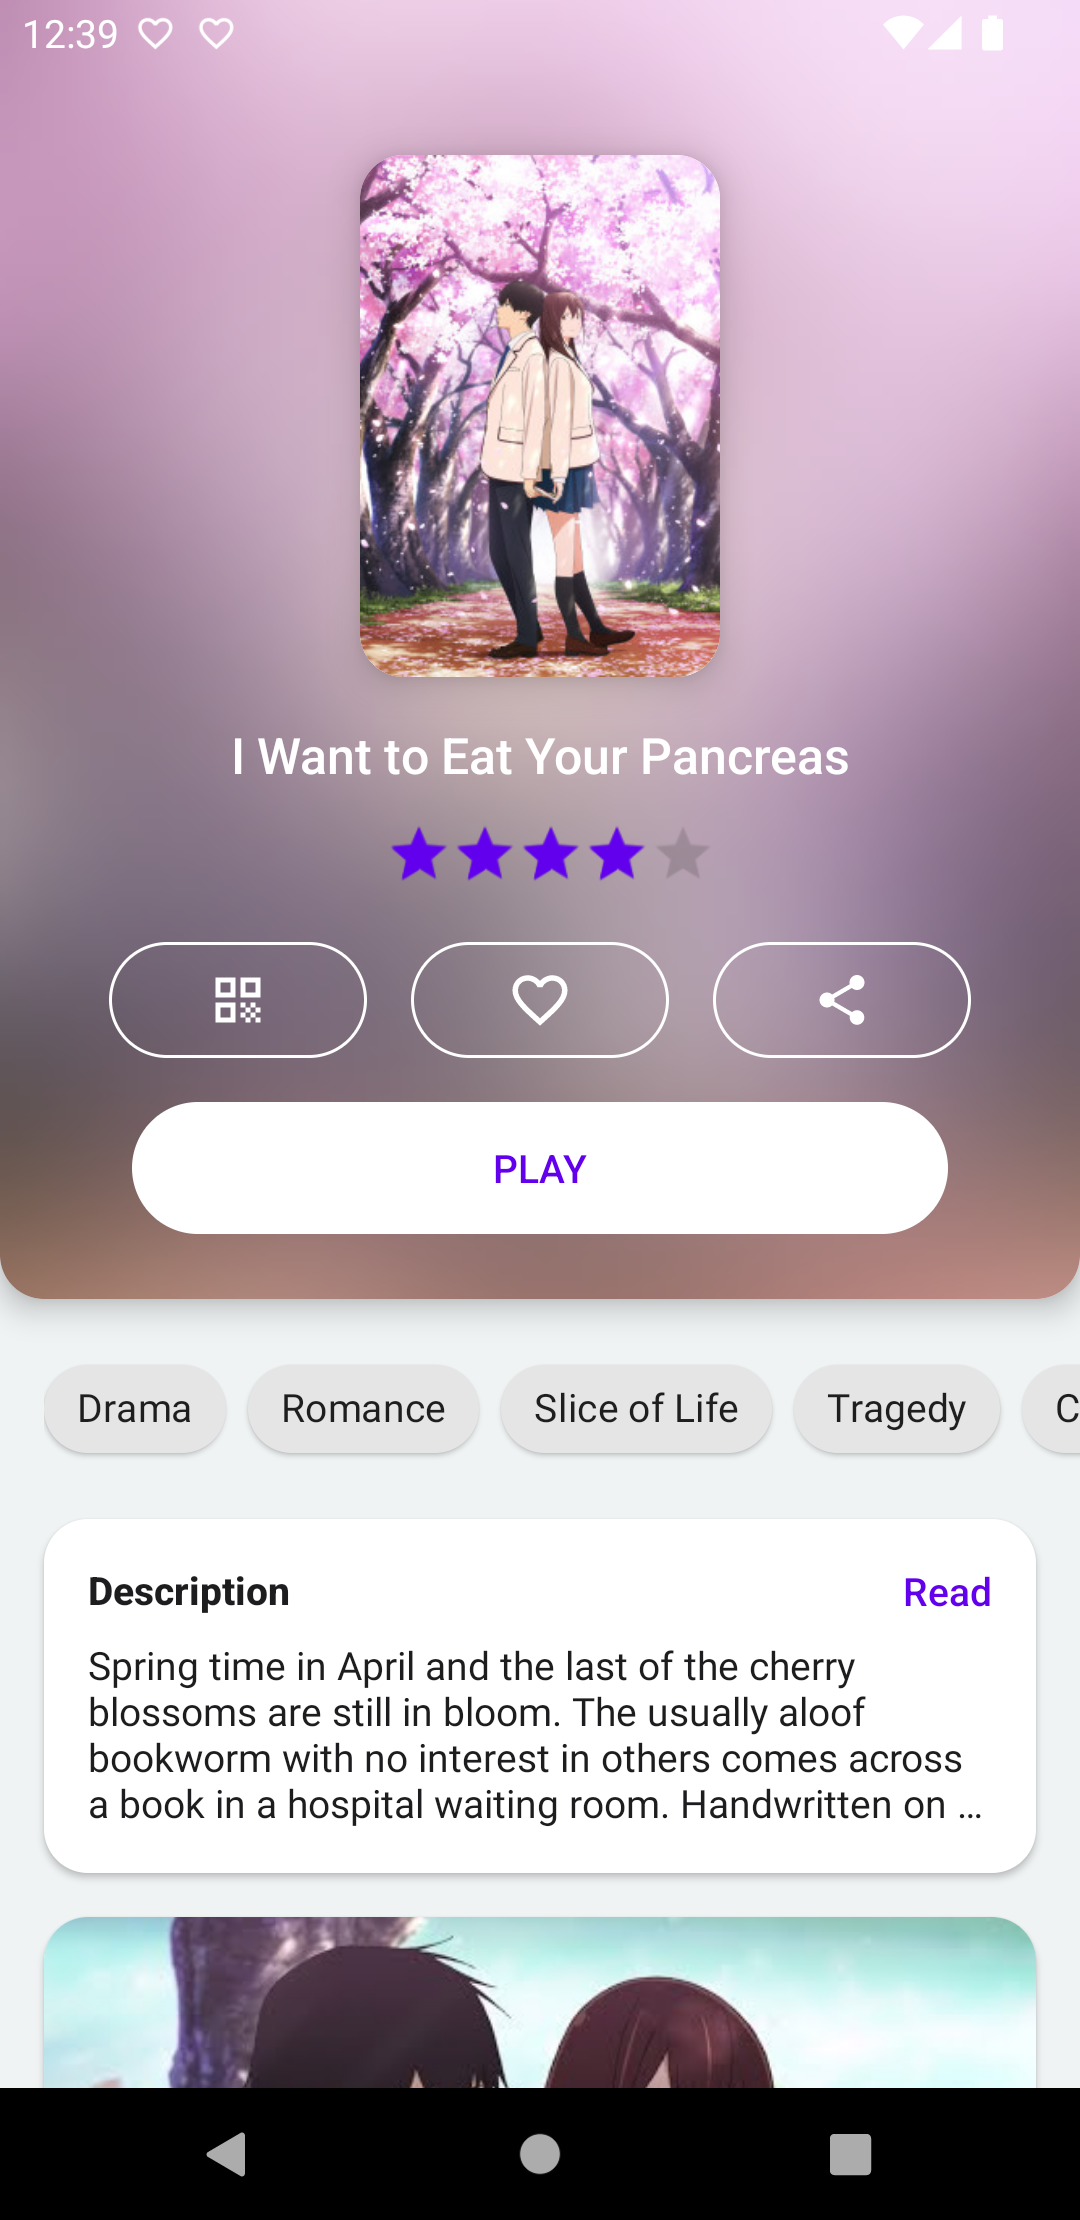 12:39
I Want to Eat Your Pancreas
PLAY
Drama Romance Slice of Life Tragedy C
Description Read
Spring time in April and the last of the cherry
blossoms are still in bloom. The usually aloof
bookworm with no interest in others comes across
a book in a hospital waiting room. Handwritten on ...